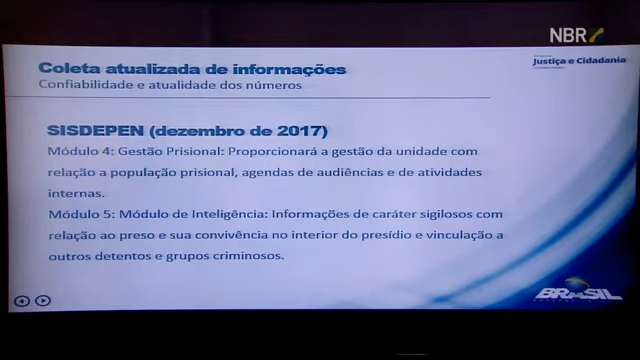 NBR
Justiça e Cidadania
Coleta atualizada de informações
Confiabilidade e atualidade dos números
SISDEPEN (dezembro de 2017)
Módulo 4: Gestão Prisional: Proporcionará a gestão da unidade com
relação a população prisional, agendas de audiências e de atividades
internas.
Módulo 5: Módulo de Inteligência: Informações de caráter sigilosos com
relação ao preso e sua convivência no interior do presídio e vinculação a
outros detentos e grupos criminosos.
BRASIL